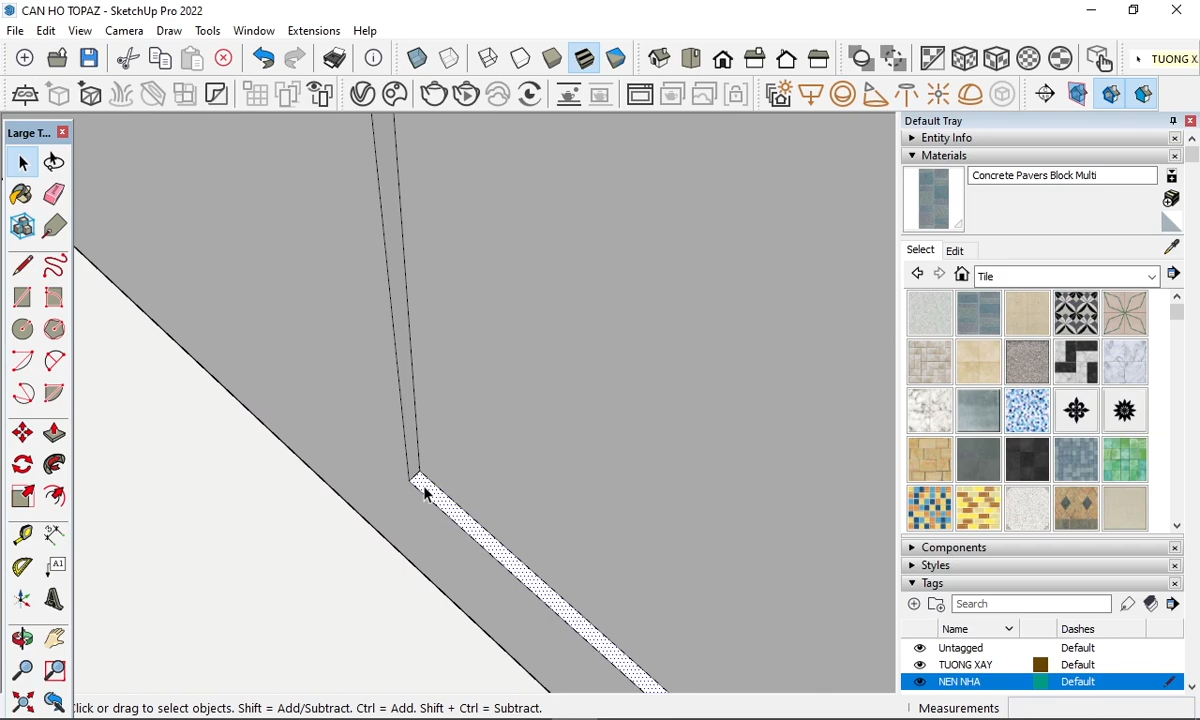 CAN HO TOPAZ - SketchUp Pro 2022
File Edit View Camera Draw Tools Window Extensions Help
TUONG X
Large T...
A1
Default Tray
Entity Info
Materials
Concrete Pavers Block Multi
Select Edit
Tile
Components
Styles
Tags
Search
Name Dashes
Untagged Default
TUONG XAY Default
NEN NHA Default
Click or drag to select objects. Shift = Add/Subtract. Ctrl = Add. Shift + Ctrl = Subtract.
Measurements